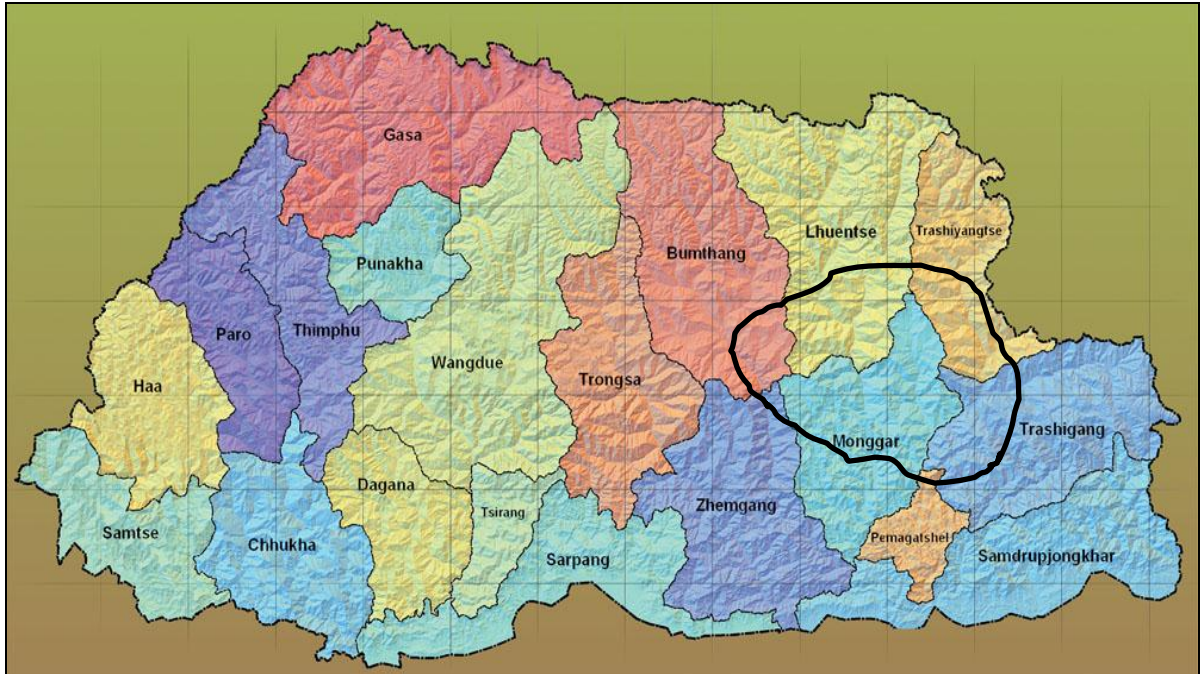 Gasa
Trashiyangtse
Lhuentse
Bumthang
Punakha
Thimphu
Paro
Wangdue
Trongsa
Haa
Trashigang
Monggar
Dagana
Zhemgang
Tsirang
Samtse
Pemagatshel
Chhukha
Samdrupjongkhar
Sarpang